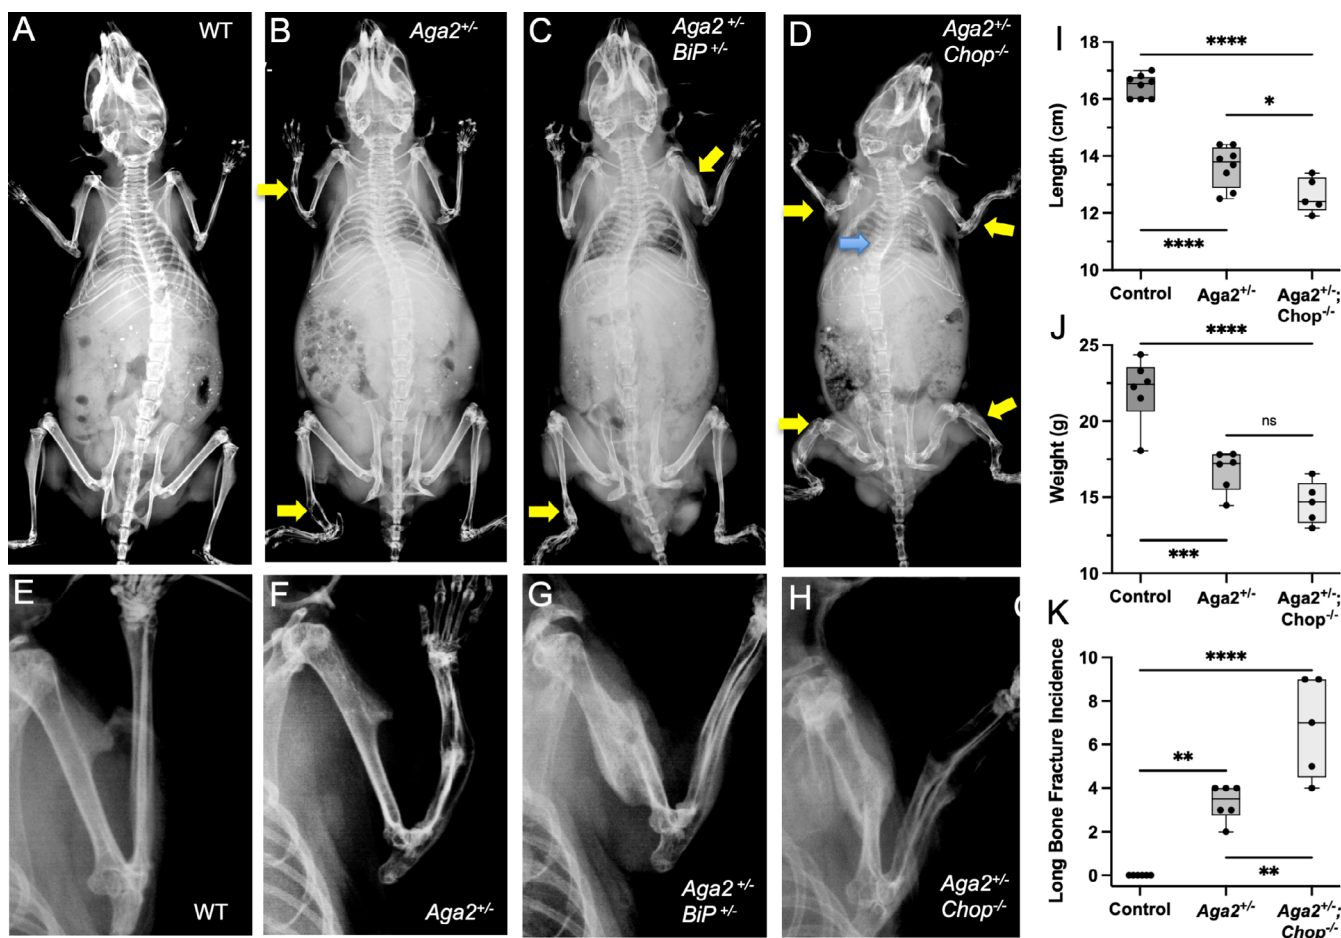 A
WT
B
Aga2+/-
C
Aga2+/-
BiP+/-
D
Aga2+/-
Chop-/-
E
WT
F
Aga2+/-
G
Aga2+/-
BiP+/-
H
Aga2+/-
Chop-/-
I
Length (cm)
18
16
14
12
10
****
*
****
Control
Aga2+/-
Aga2+/-;
Chop-/-
J
Weight (g)
25
20
15
10
****
ns
***
Control
Aga2+/-
Aga2+/-;
Chop-/-
K
Long Bone Fracture Incidence
10
8
6
4
2
0
****
**
**
Control
Aga2+/-
Aga2+/-;
Chop-/-